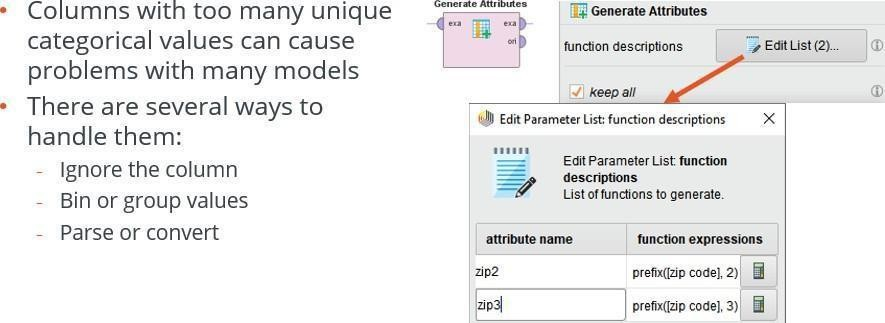 • Columns with too many unique
categorical values can cause
problems with many models
• There are several ways to
handle them:
- Ignore the column
- Bin or group values
- Parse or convert
Generate Attributes
exa exa
ori
Generate Attributes
function descriptions Edit List (2)...
keep all
Edit Parameter List: function descriptions
Edit Parameter List: function
descriptions
List of functions to generate.
attribute name function expressions
zip2 prefix([zip code], 2)
zip3 prefix([zip code], 3)